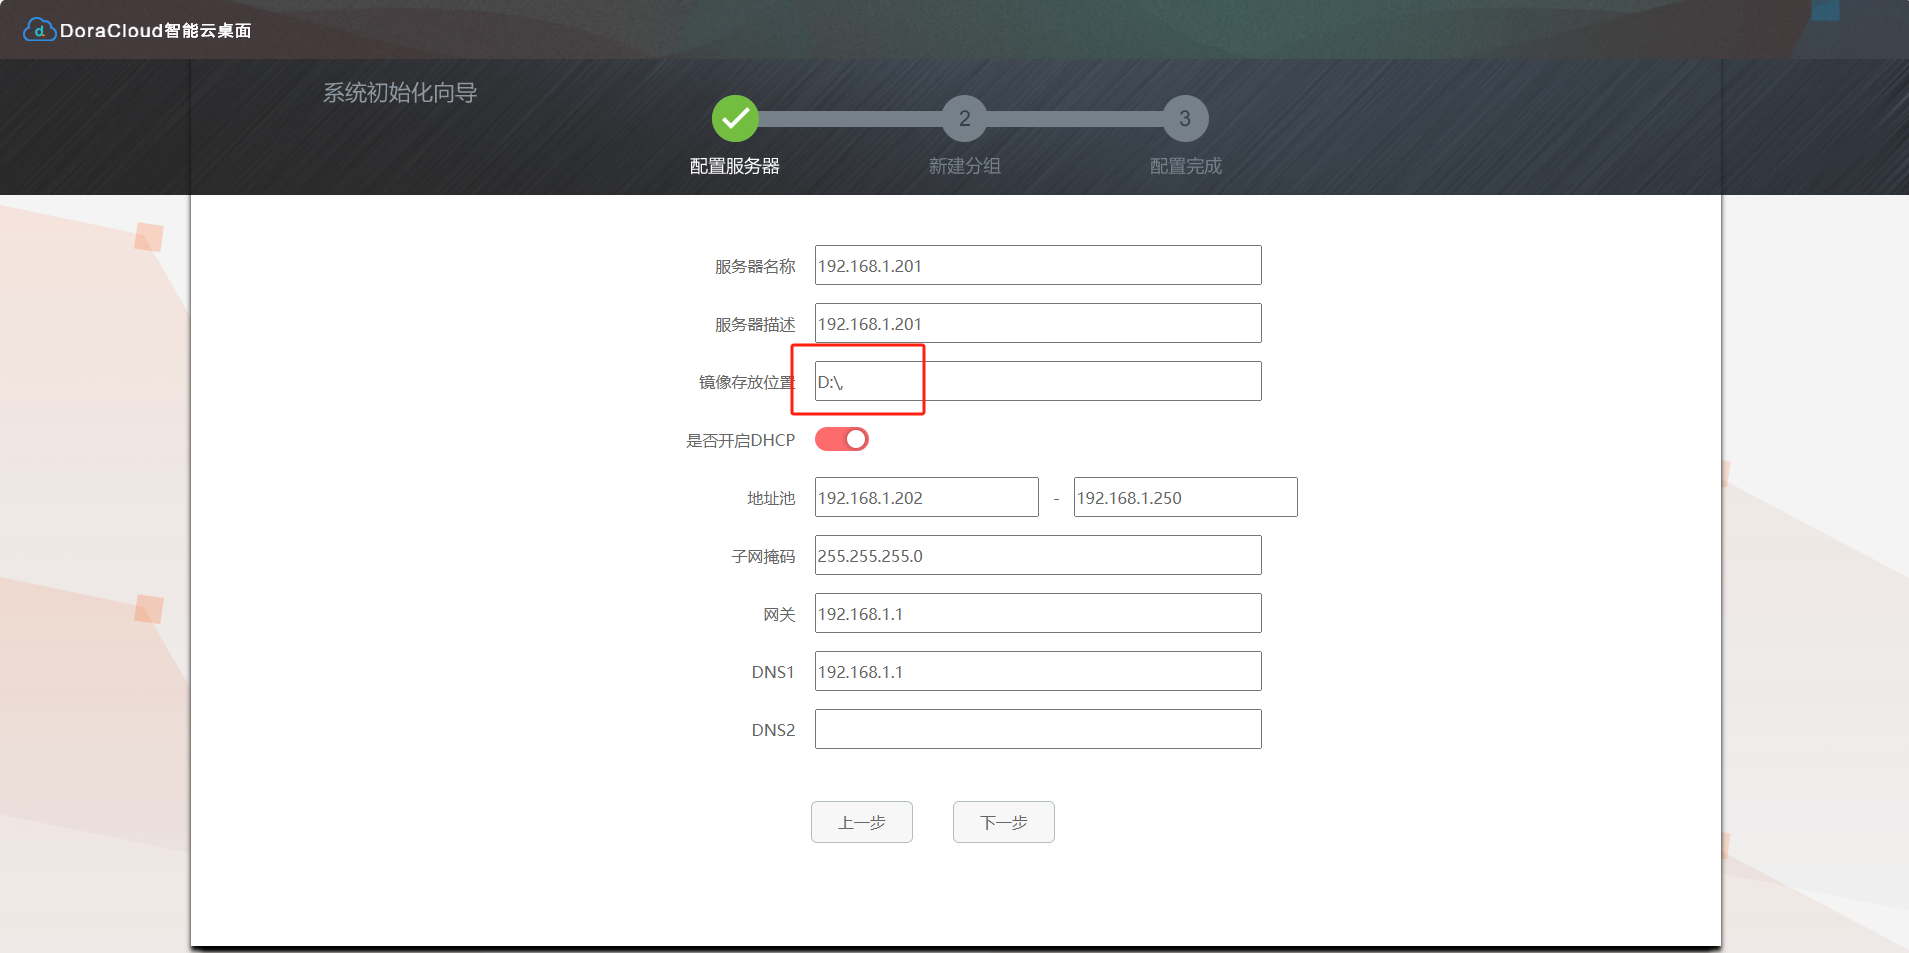 DoraCloud智能云桌面
系统初始化向导
2
3
配置服务器
新建分组
配置完成
服务器名称 192.168.1.201
服务器描述 192.168.1.201
镜像存放位置 D:\,
是否开启DHCP
地址池 192.168.1.202 - 192.168.1.250
子网掩码 255.255.255.0
网关 192.168.1.1
DNS1 192.168.1.1
DNS2
上一步 下一步